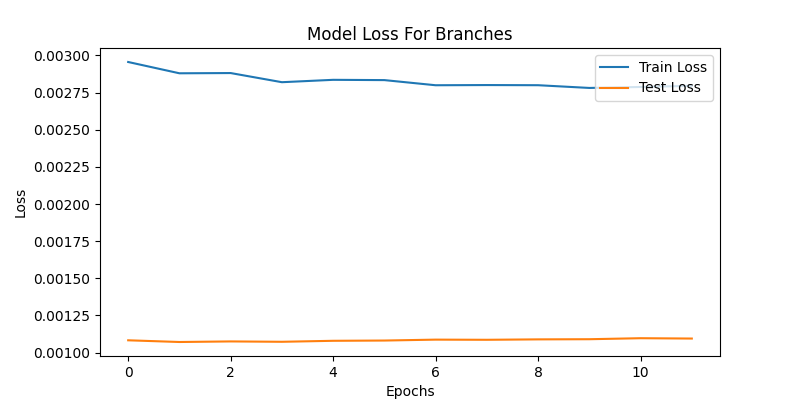 Model Loss For Branches
Train Loss
Test Loss
0.00300
0.00275
0.00250
0.00225
0.00200
0.00175
0.00150
0.00125
0.00100
Loss
0 2 4 6 8 10
Epochs